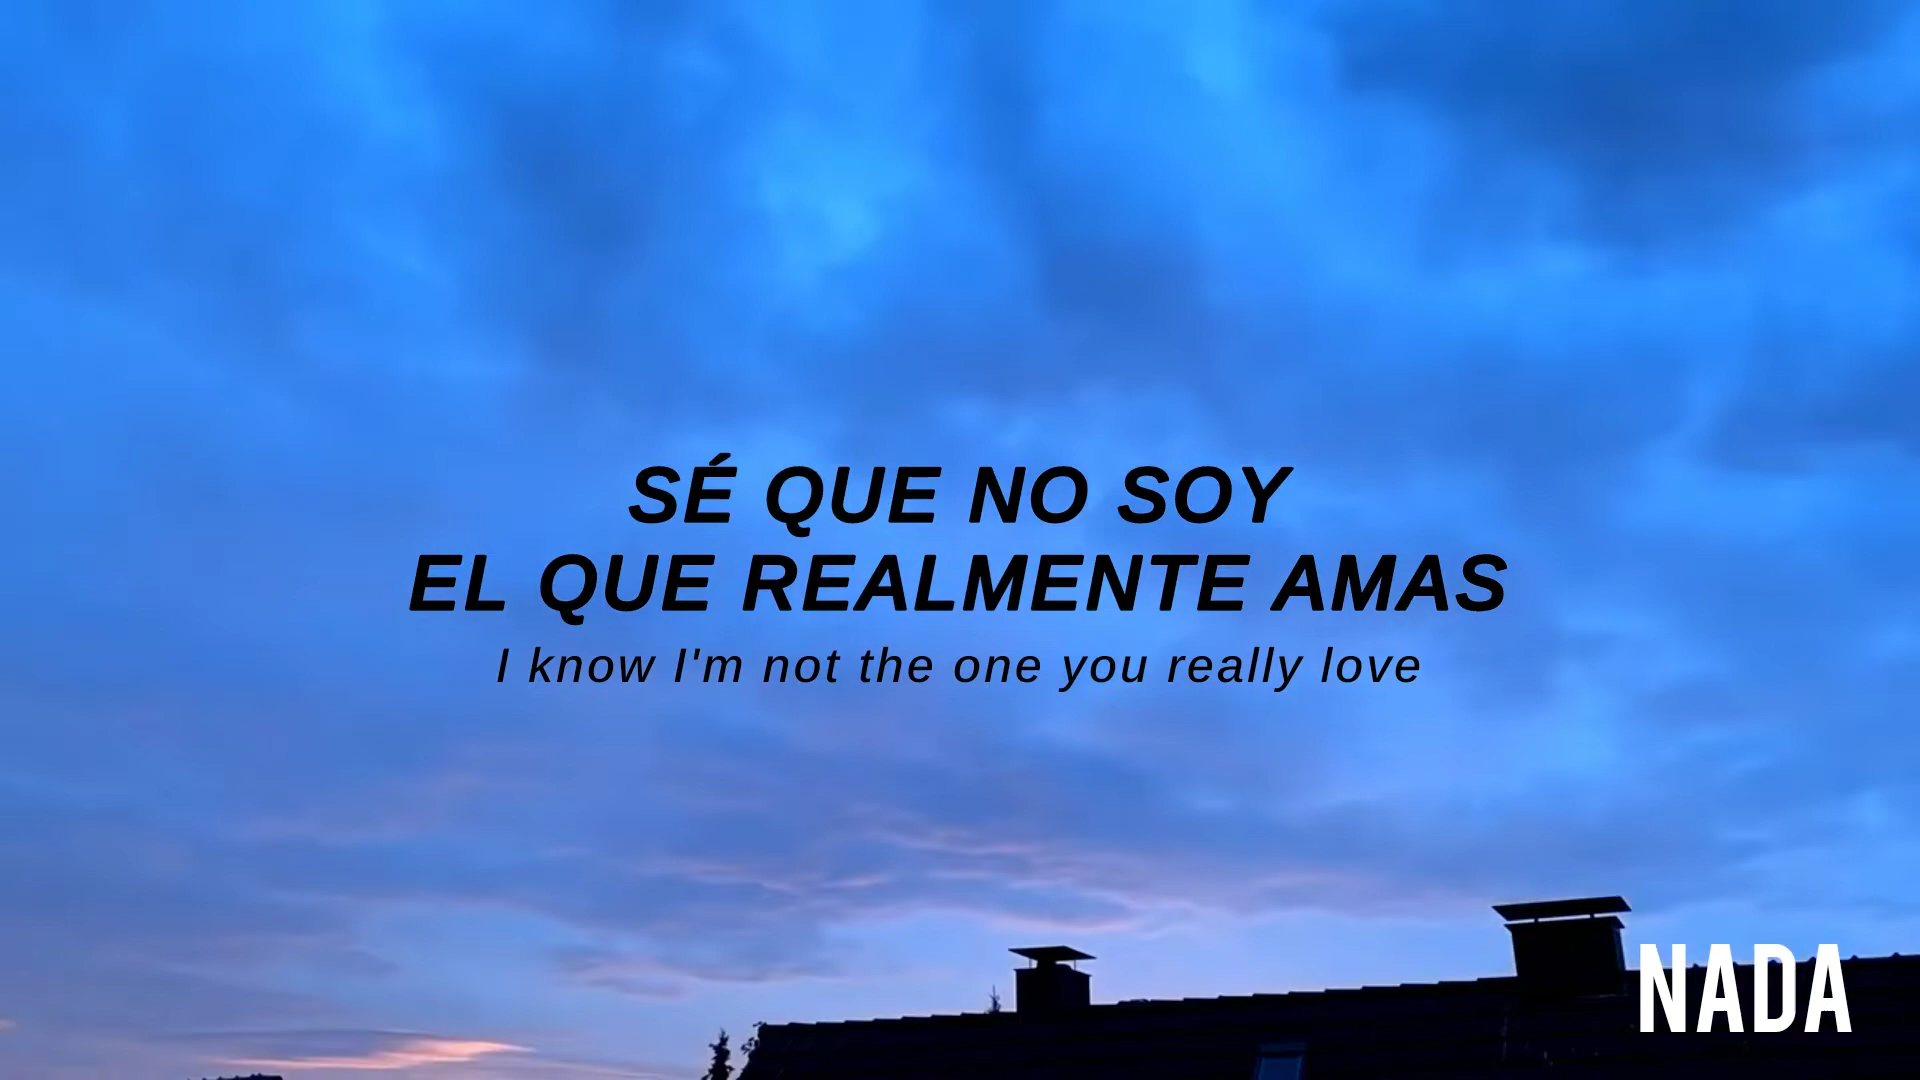 SÉ QUE NO SOY
EL QUE REALMENTE AMAS
I know I'm not the one you really love
NADA